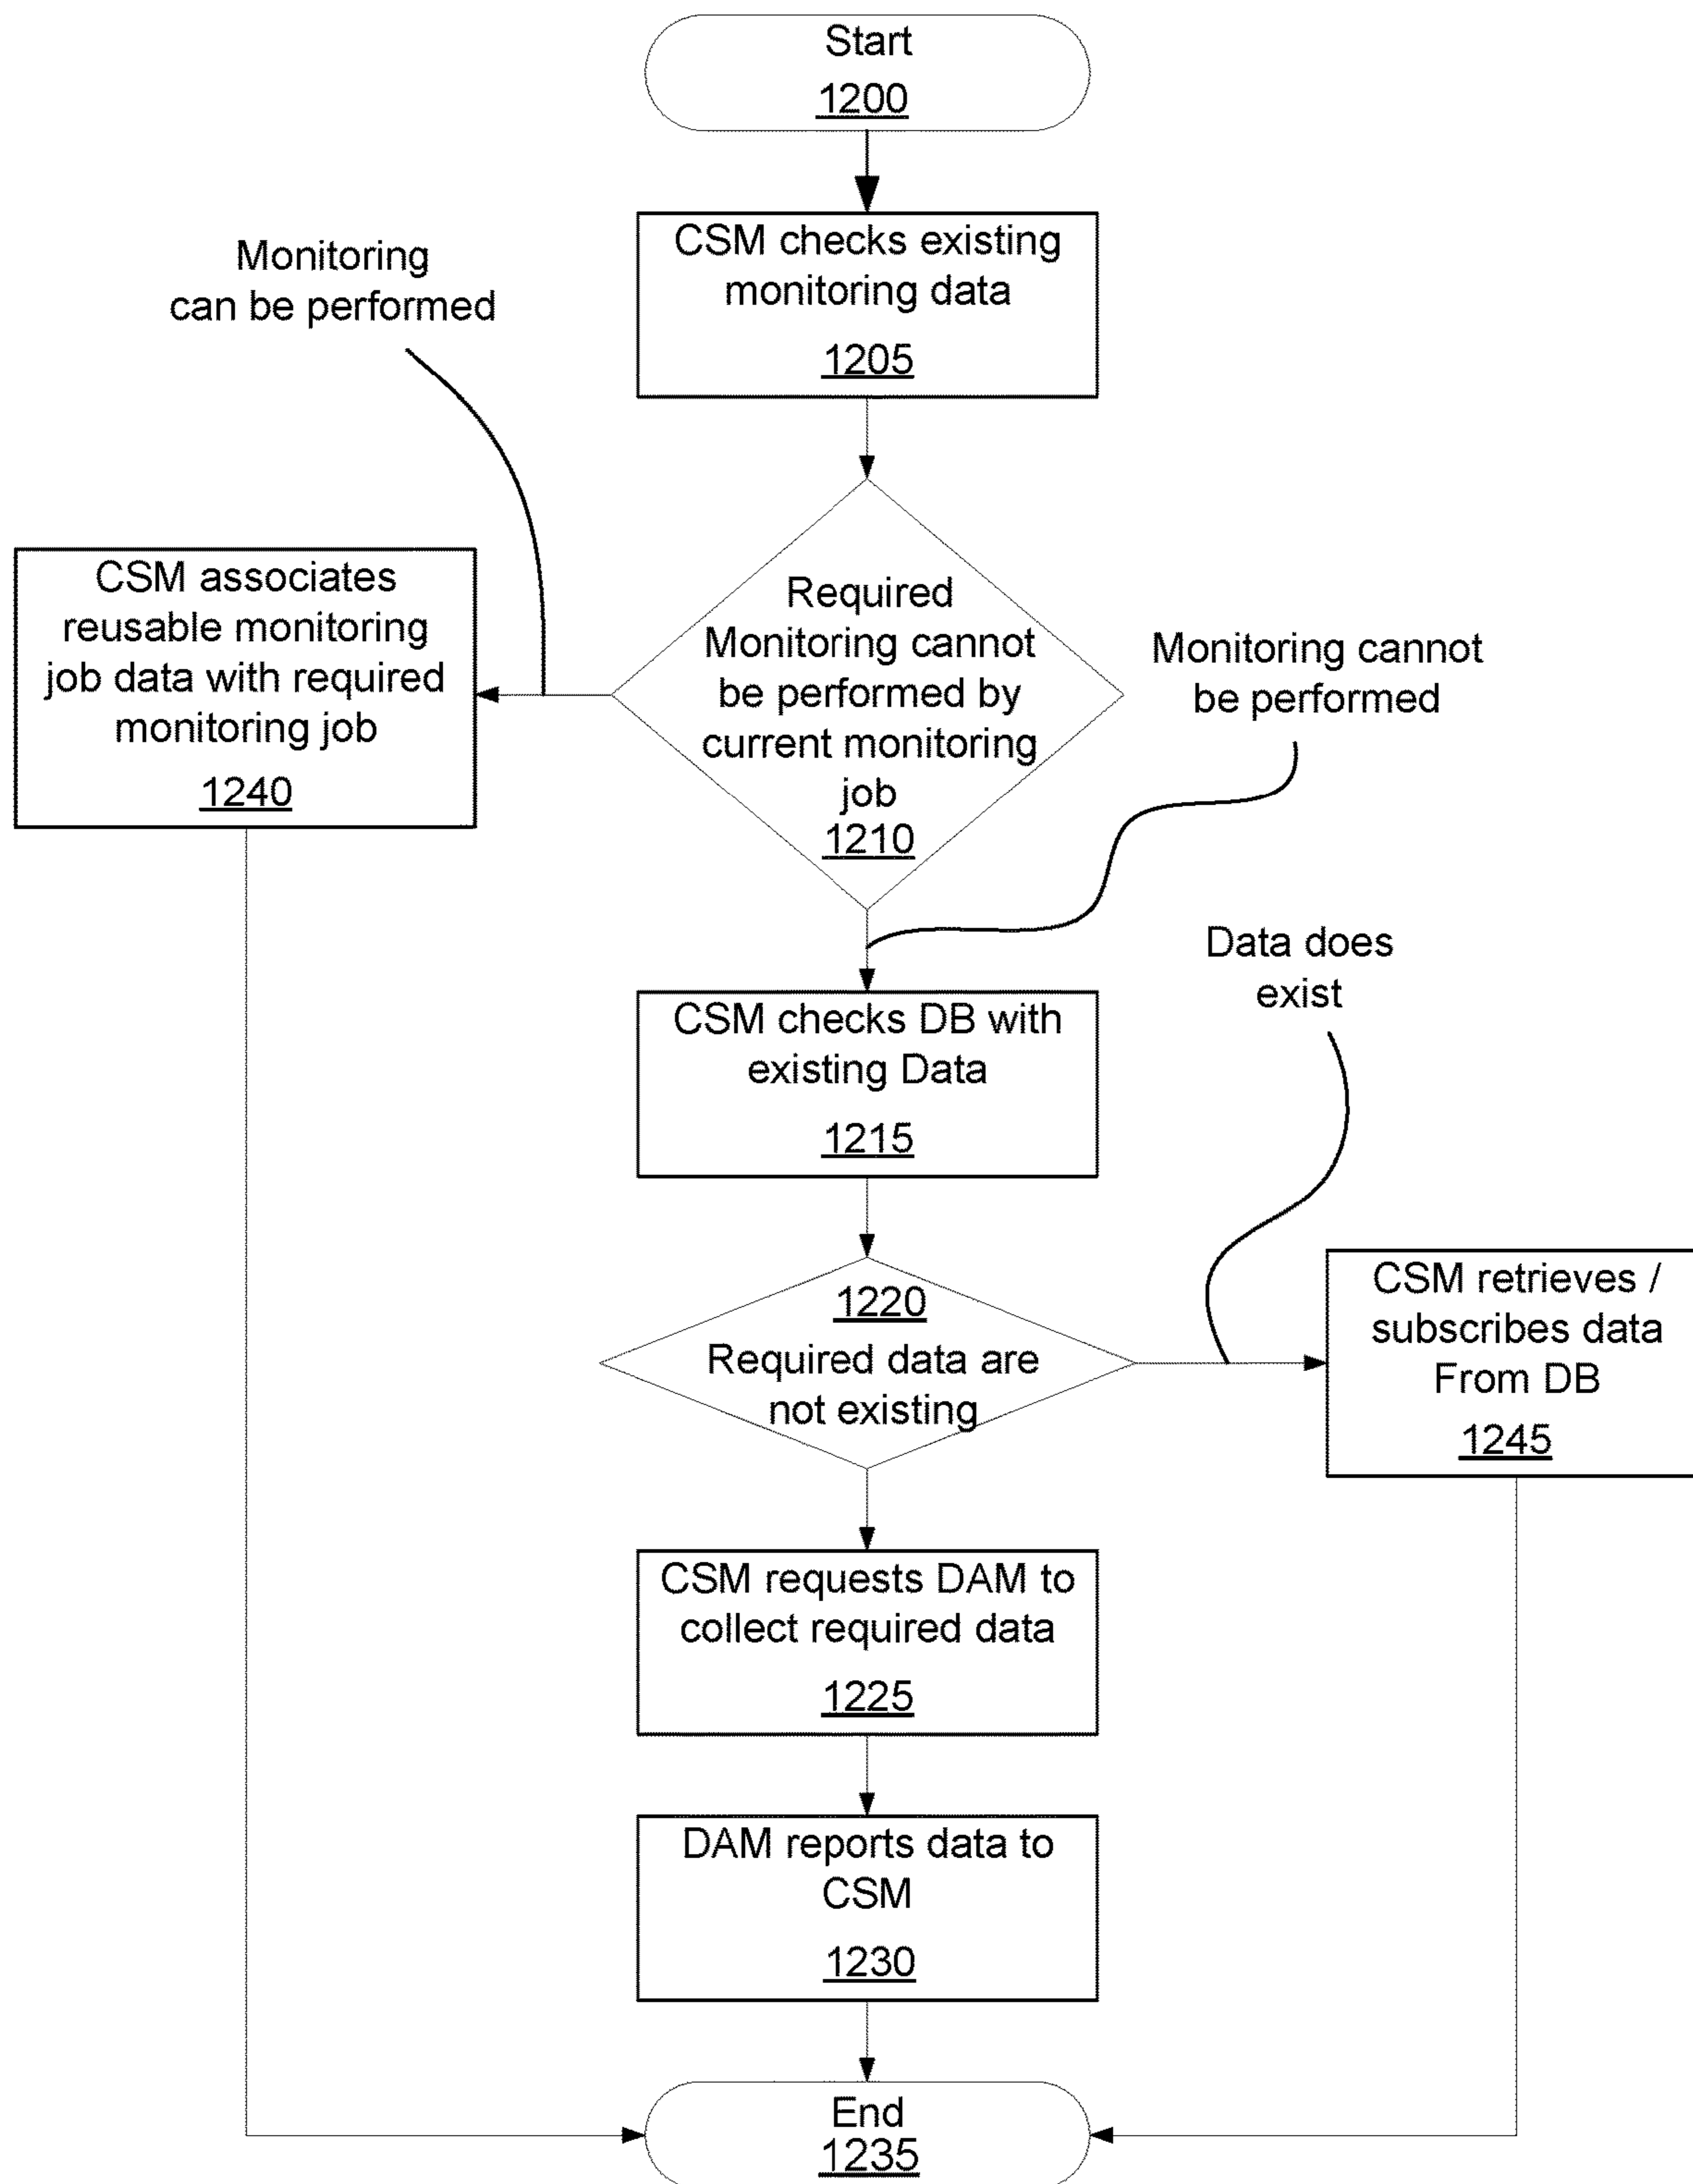 Start
1200
CSM checks existing
monitoring data
1205
Monitoring
can be performed
CSM associates
reusable monitoring
job data with required
monitoring job
1240
Required
Monitoring cannot
be performed by
current monitoring
job
1210
Monitoring cannot
be performed
CSM checks DB with
existing Data
1215
Data does
exist
1220
Required data are
not existing
CSM retrieves /
subscribes data
From DB
1245
CSM requests DAM to
collect required data
1225
DAM reports data to
CSM
1230
End
1235